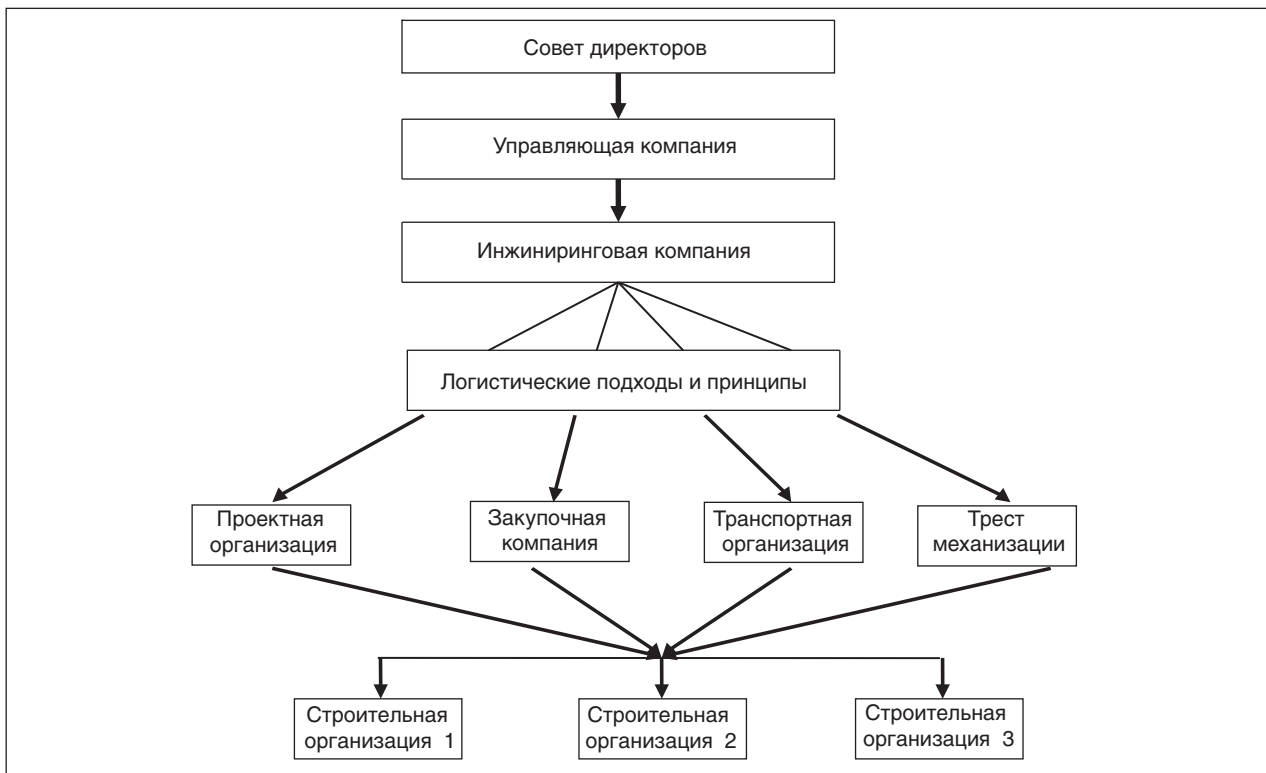 Совет директоров
Управляющая компания
Инжиниринговая компания
Логистические подходы и принципы
Проектная
организация
Закупочная
компания
Транспортная
организация
Трест
механизации
Строительная
организация 1
Строительная
организация 2
Строительная
организация 3